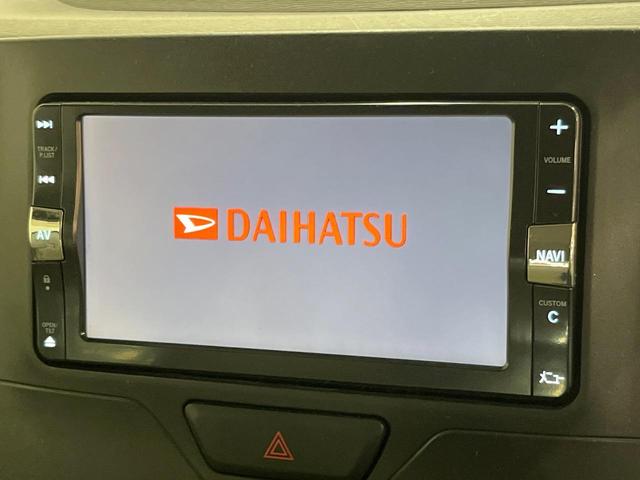 TRACK/
P.LIST
AV
OPEN/
TILT
DAIHATSU
VOLUME
NAVI
CUSTOM
C